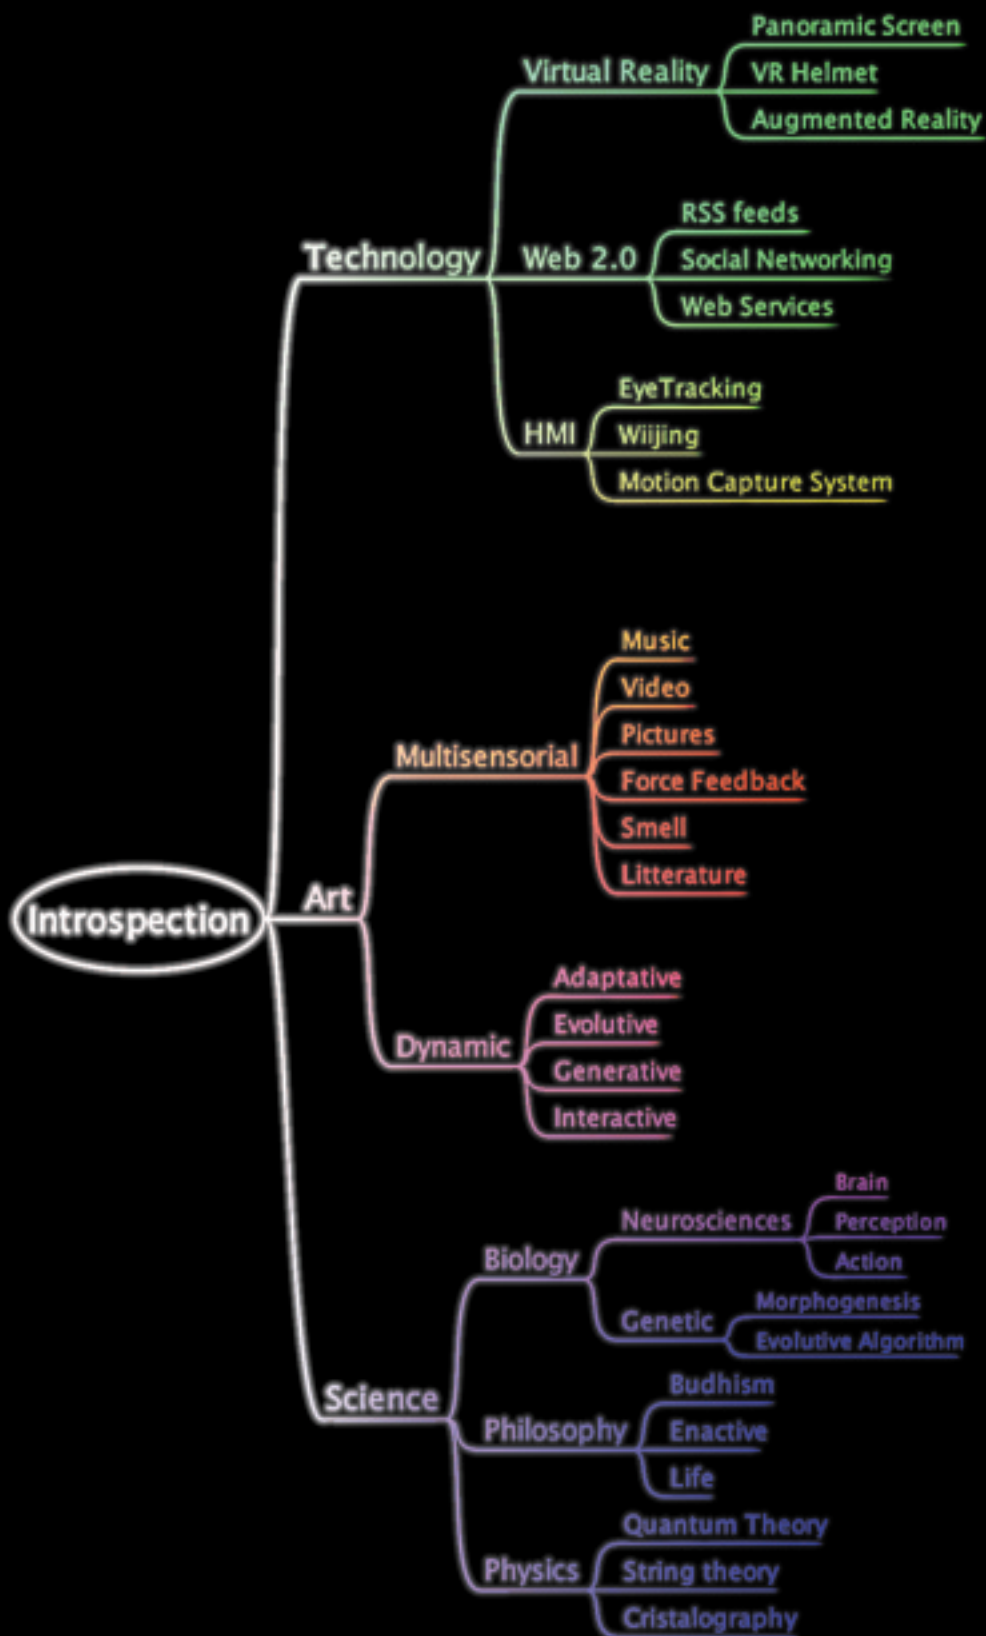 Introspection
Technology
Virtual Reality
Panoramic Screen
VR Helmet
Augmented Reality
Web 2.0
RSS feeds
Social Networking
Web Services
HMI
EyeTracking
Wiijing
Motion Capture System
Art
Multisensorial
Music
Video
Pictures
Force Feedback
Smell
Litterature
Dynamic
Adaptative
Evolutive
Generative
Interactive
Science
Biology
Neurosciences
Brain
Perception
Action
Genetic
Morphogenesis
Evolutive Algorithm
Philosophy
Budhism
Enactive
Life
Physics
Quantum Theory
String theory
Cristalography